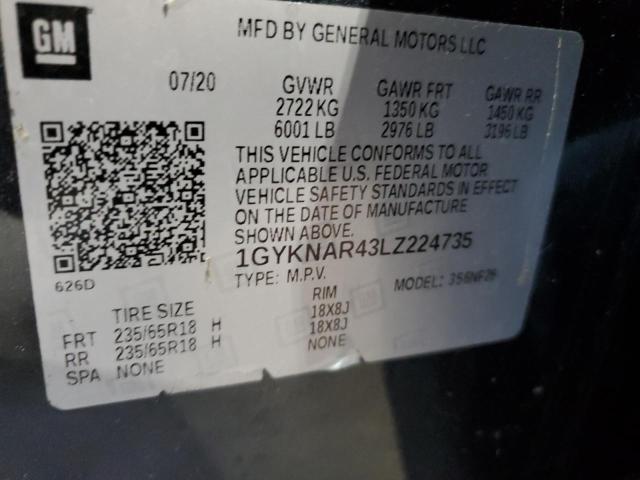 GM
MFD BY GENERAL MOTORS LLC
07/20 GVWR GAWR FRT GAWR RR
2722 KG 1350 KG 1450 KG
6001 LB 2976 LB 3196 LB
THIS VEHICLE CONFORMS TO ALL
APPLICABLE U.S. FEDERAL MOTOR
VEHICLE SAFETY STANDARDS IN EFFECT
ON THE DATE OF MANUFACTURE
SHOWN ABOVE.
1GYKNAR43LZ224735
626D TYPE: M.P.V. MODEL:
TIRE SIZE RIM
FRT 235/65R18 H 18X8J
RR 235/65R18 H 18X8J
SPA NONE NONE